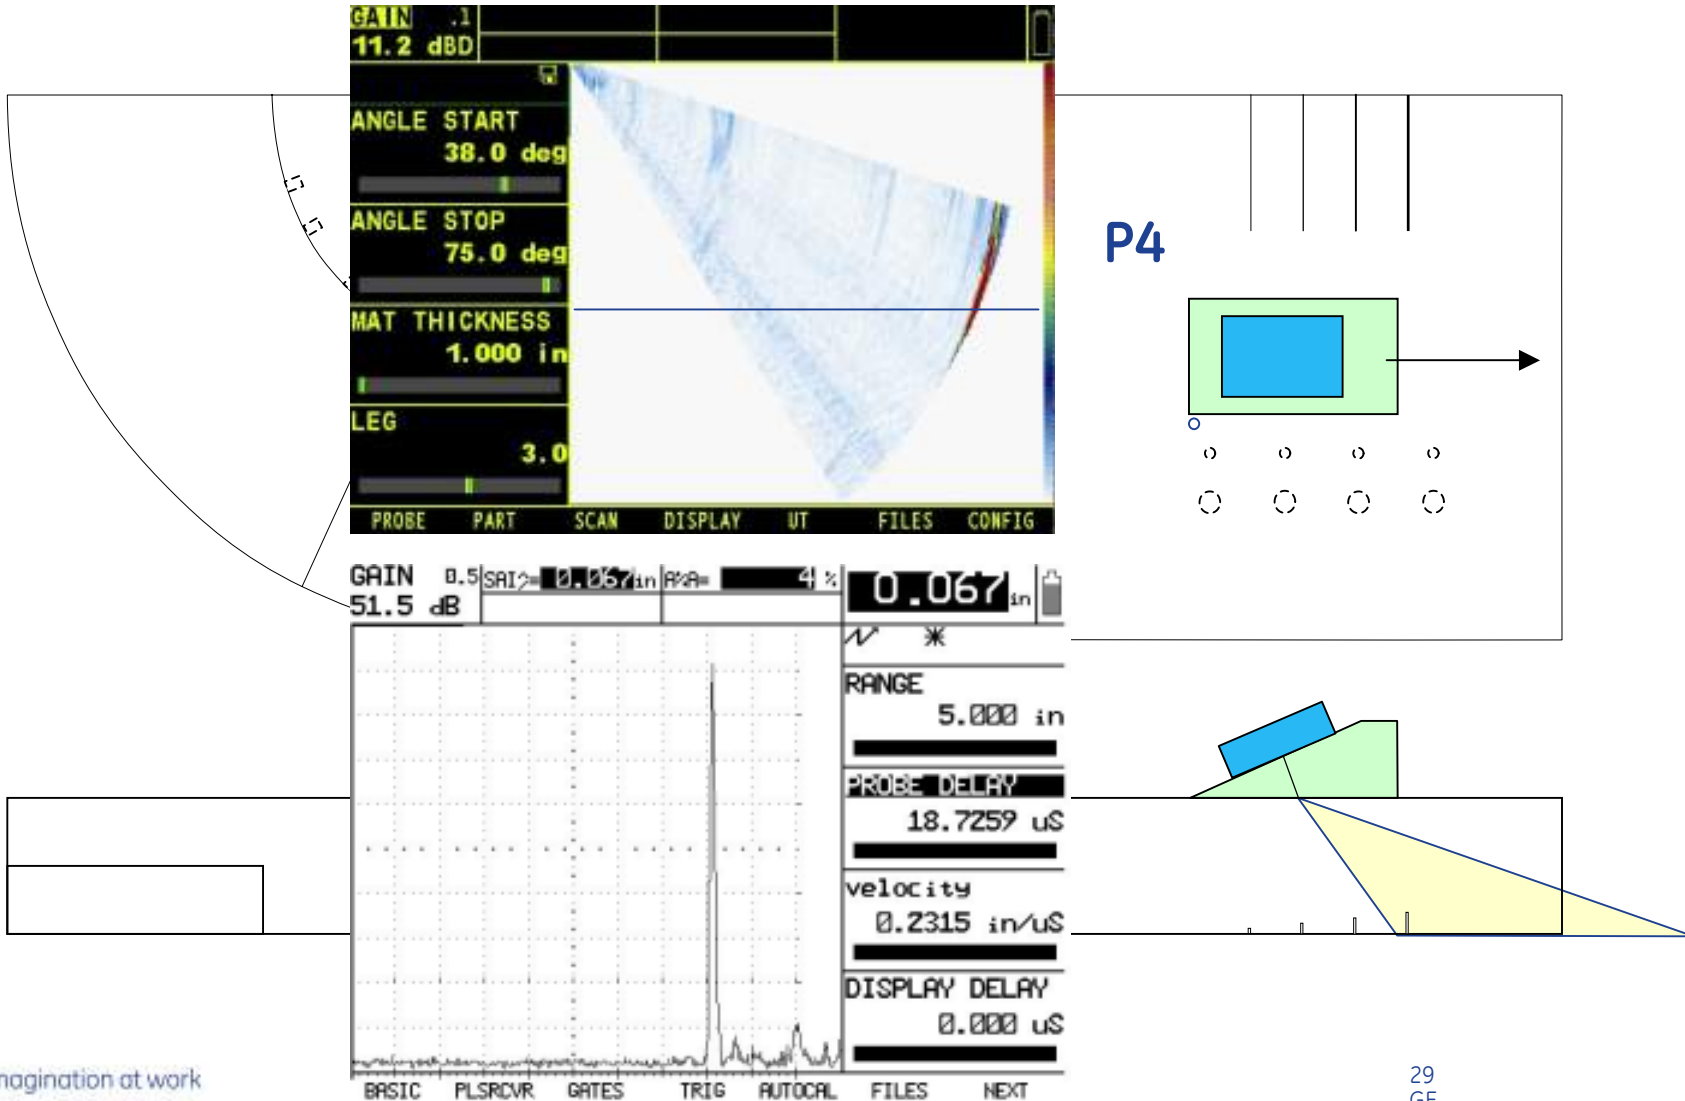 GAIN .1
11.2 dBD
ANGLE START
38.0 deg
ANGLE STOP
75.0 deg
MAT THICKNESS
1.000 in
LEG
3.0
PROBE PART SCAN DISPLAY UT FILES CONFIG
P4
GAIN 0.5
51.5 dB
SA = 0.067 in A%A= 4 %
0.067 in
RANGE
5.000 in
PROBE DELAY
18.7259 uS
velocity
0.2315 in/uS
DISPLAY DELAY
0.000 uS
BASIC PLSRCVR GATES TRIG AUTOCAL FILES NEXT
magination at work
29
GE